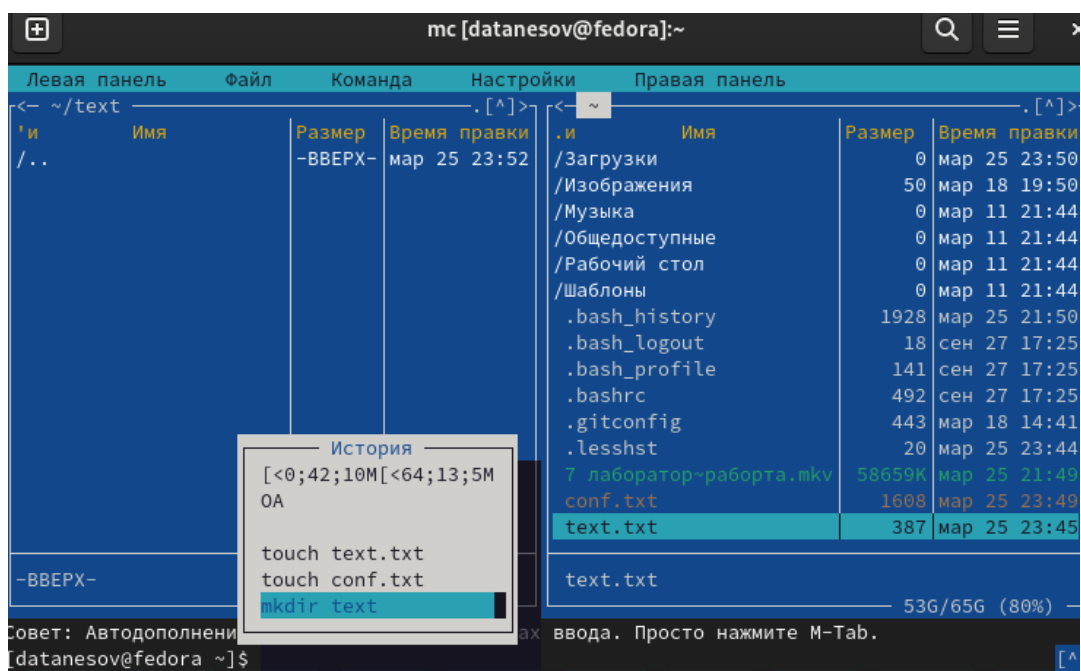 mc [datanesov@fedora]:~
Левая панель Файл Команда Настройки Правая панель
<— ~/text .[^]>
'и Имя Размер Время правки
/.. -ВВЕРХ- мар 25 23:52
-ВВЕРХ-
<— ~ .[^]>
.и Имя Размер Время правки
/Загрузки 0 мар 25 23:50
/Изображения 50 мар 18 19:50
/Музыка 0 мар 11 21:44
/Общедоступные 0 мар 11 21:44
/Рабочий стол 0 мар 11 21:44
/Шаблоны 0 мар 11 21:44
.bash_history 1928 мар 25 21:50
.bash_logout 18 сен 27 17:25
.bash_profile 141 сен 27 17:25
.bashrc 492 сен 27 17:25
.gitconfig 443 мар 18 14:41
.lesshst 20 мар 25 23:44
7 лаборатор~раборта.mkv 58659K мар 25 21:49
conf.txt 1608 мар 25 23:49
text.txt 387 мар 25 23:45
text.txt
53G/65G (80%)
История
[<0;42;10M[<64;13;5M
OA
touch text.txt
touch conf.txt
mkdir text
Совет: Автодополнени ах ввода. Просто нажмите M-Tab.
[datanesov@fedora ~]$ [^